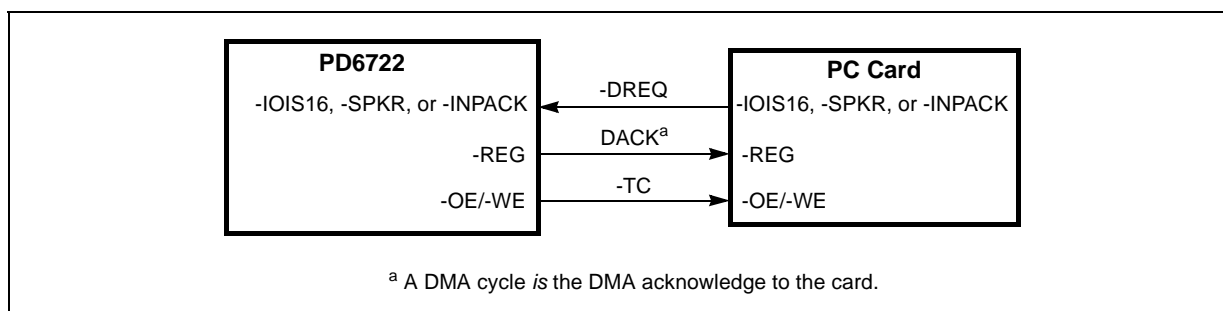 PD6722
PC Card
-IOIS16, -SPKR, or -INPACK
-DREQ
-IOIS16, -SPKR, or -INPACK
-REG
DACKᵃ
-REG
-OE/-WE
-TC
-OE/-WE
ᵃ A DMA cycle is the DMA acknowledge to the card.